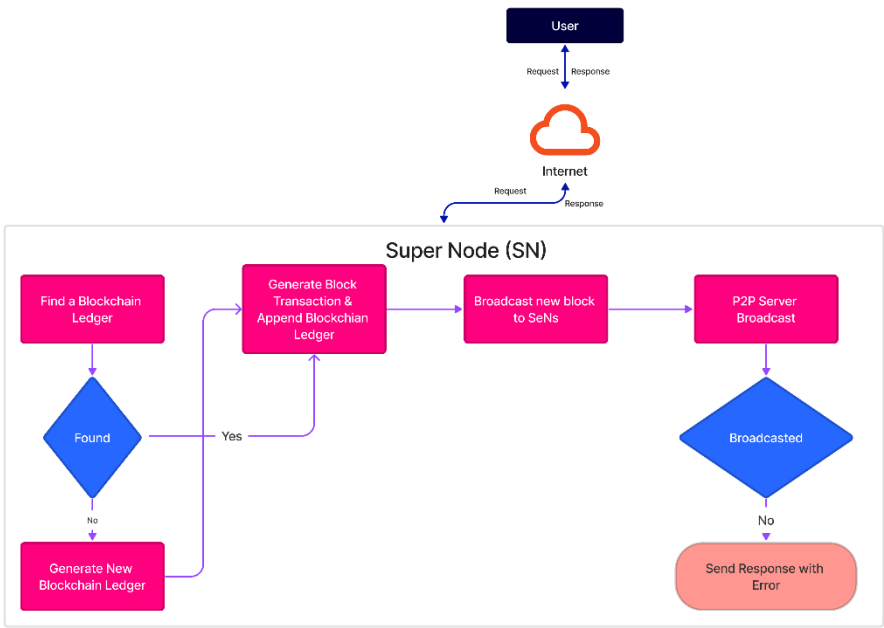 User
Request
Response
Internet
Request
Response
Super Node (SN)
Find a Blockchain
Ledger
Generate Block
Transaction &
Append Blockchian
Ledger
Broadcast new block
to SeNs
P2P Server
Broadcast
Found
Yes
Broadcasted
No
No
Generate New
Blockchain Ledger
Send Response with
Error